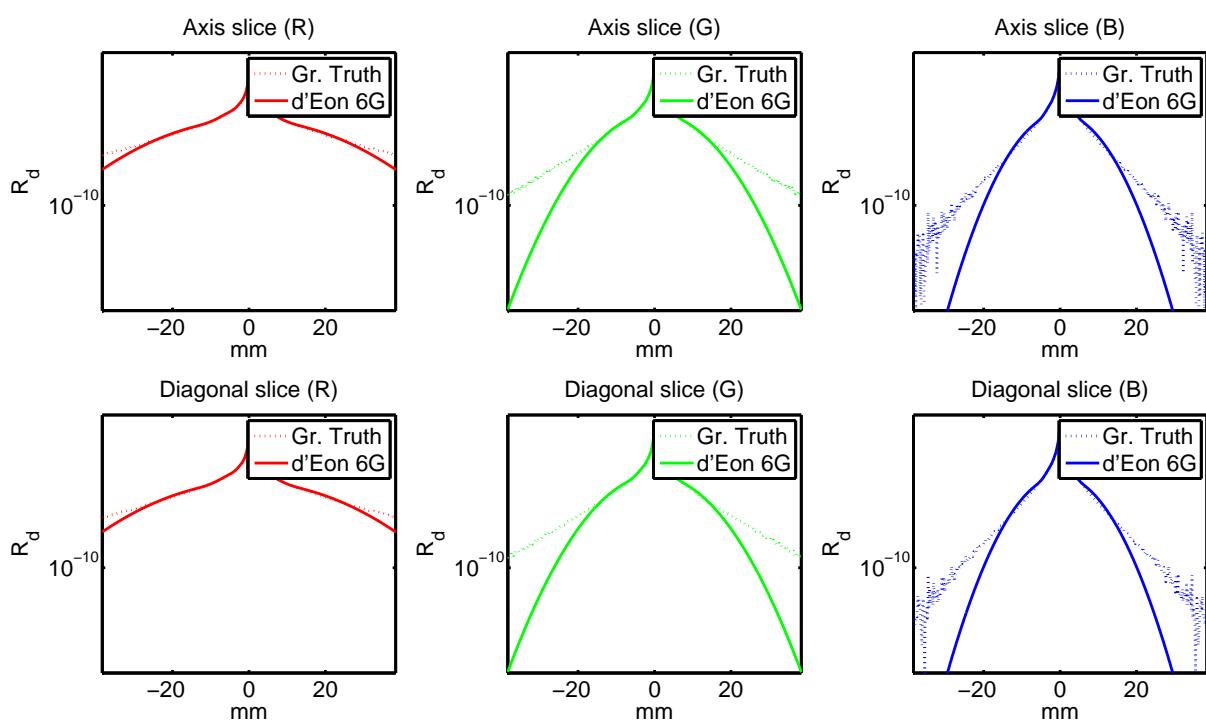 Axis slice (R)
Gr. Truth
d'Eon 6G
R_d
10^−10
−20 0 20
mm
Axis slice (G)
Gr. Truth
d'Eon 6G
R_d
10^−10
−20 0 20
mm
Axis slice (B)
Gr. Truth
d'Eon 6G
R_d
10^−10
−20 0 20
mm
Diagonal slice (R)
Gr. Truth
d'Eon 6G
R_d
10^−10
−20 0 20
mm
Diagonal slice (G)
Gr. Truth
d'Eon 6G
R_d
10^−10
−20 0 20
mm
Diagonal slice (B)
Gr. Truth
d'Eon 6G
R_d
10^−10
−20 0 20
mm